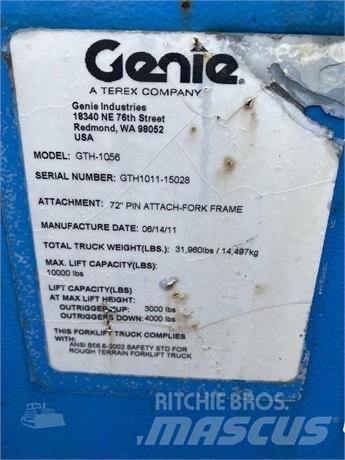 Genie
A TEREX COMPANY
Genie Industries
18340 NE 76th Street
Redmond, WA 98052
USA
MODEL: GTH-1056
SERIAL NUMBER: GTH1011-15028
ATTACHMENT: 72" PIN ATTACH-FORK FRAME
MANUFACTURE DATE: 06/14/11
TOTAL TRUCK WEIGHT(LBS.): 31,960lbs / 14,497kg
MAX. LIFT CAPACITY(LBS)
10000 lbs
LIFT CAPACITY(LBS)
AT MAX LIFT HEIGHT:
OUTRIGGERS UP: 3000 lbs
OUTRIGGERS DOWN: 4000 lbs
THIS FORKLIFT TRUCK COMPLIES
WITH:
ANSI B56.6-2002 SAFETY STD FOR
ROUGH TERRAIN FORKLIFT TRUCK
RITCHIE BROS.
MASCUS